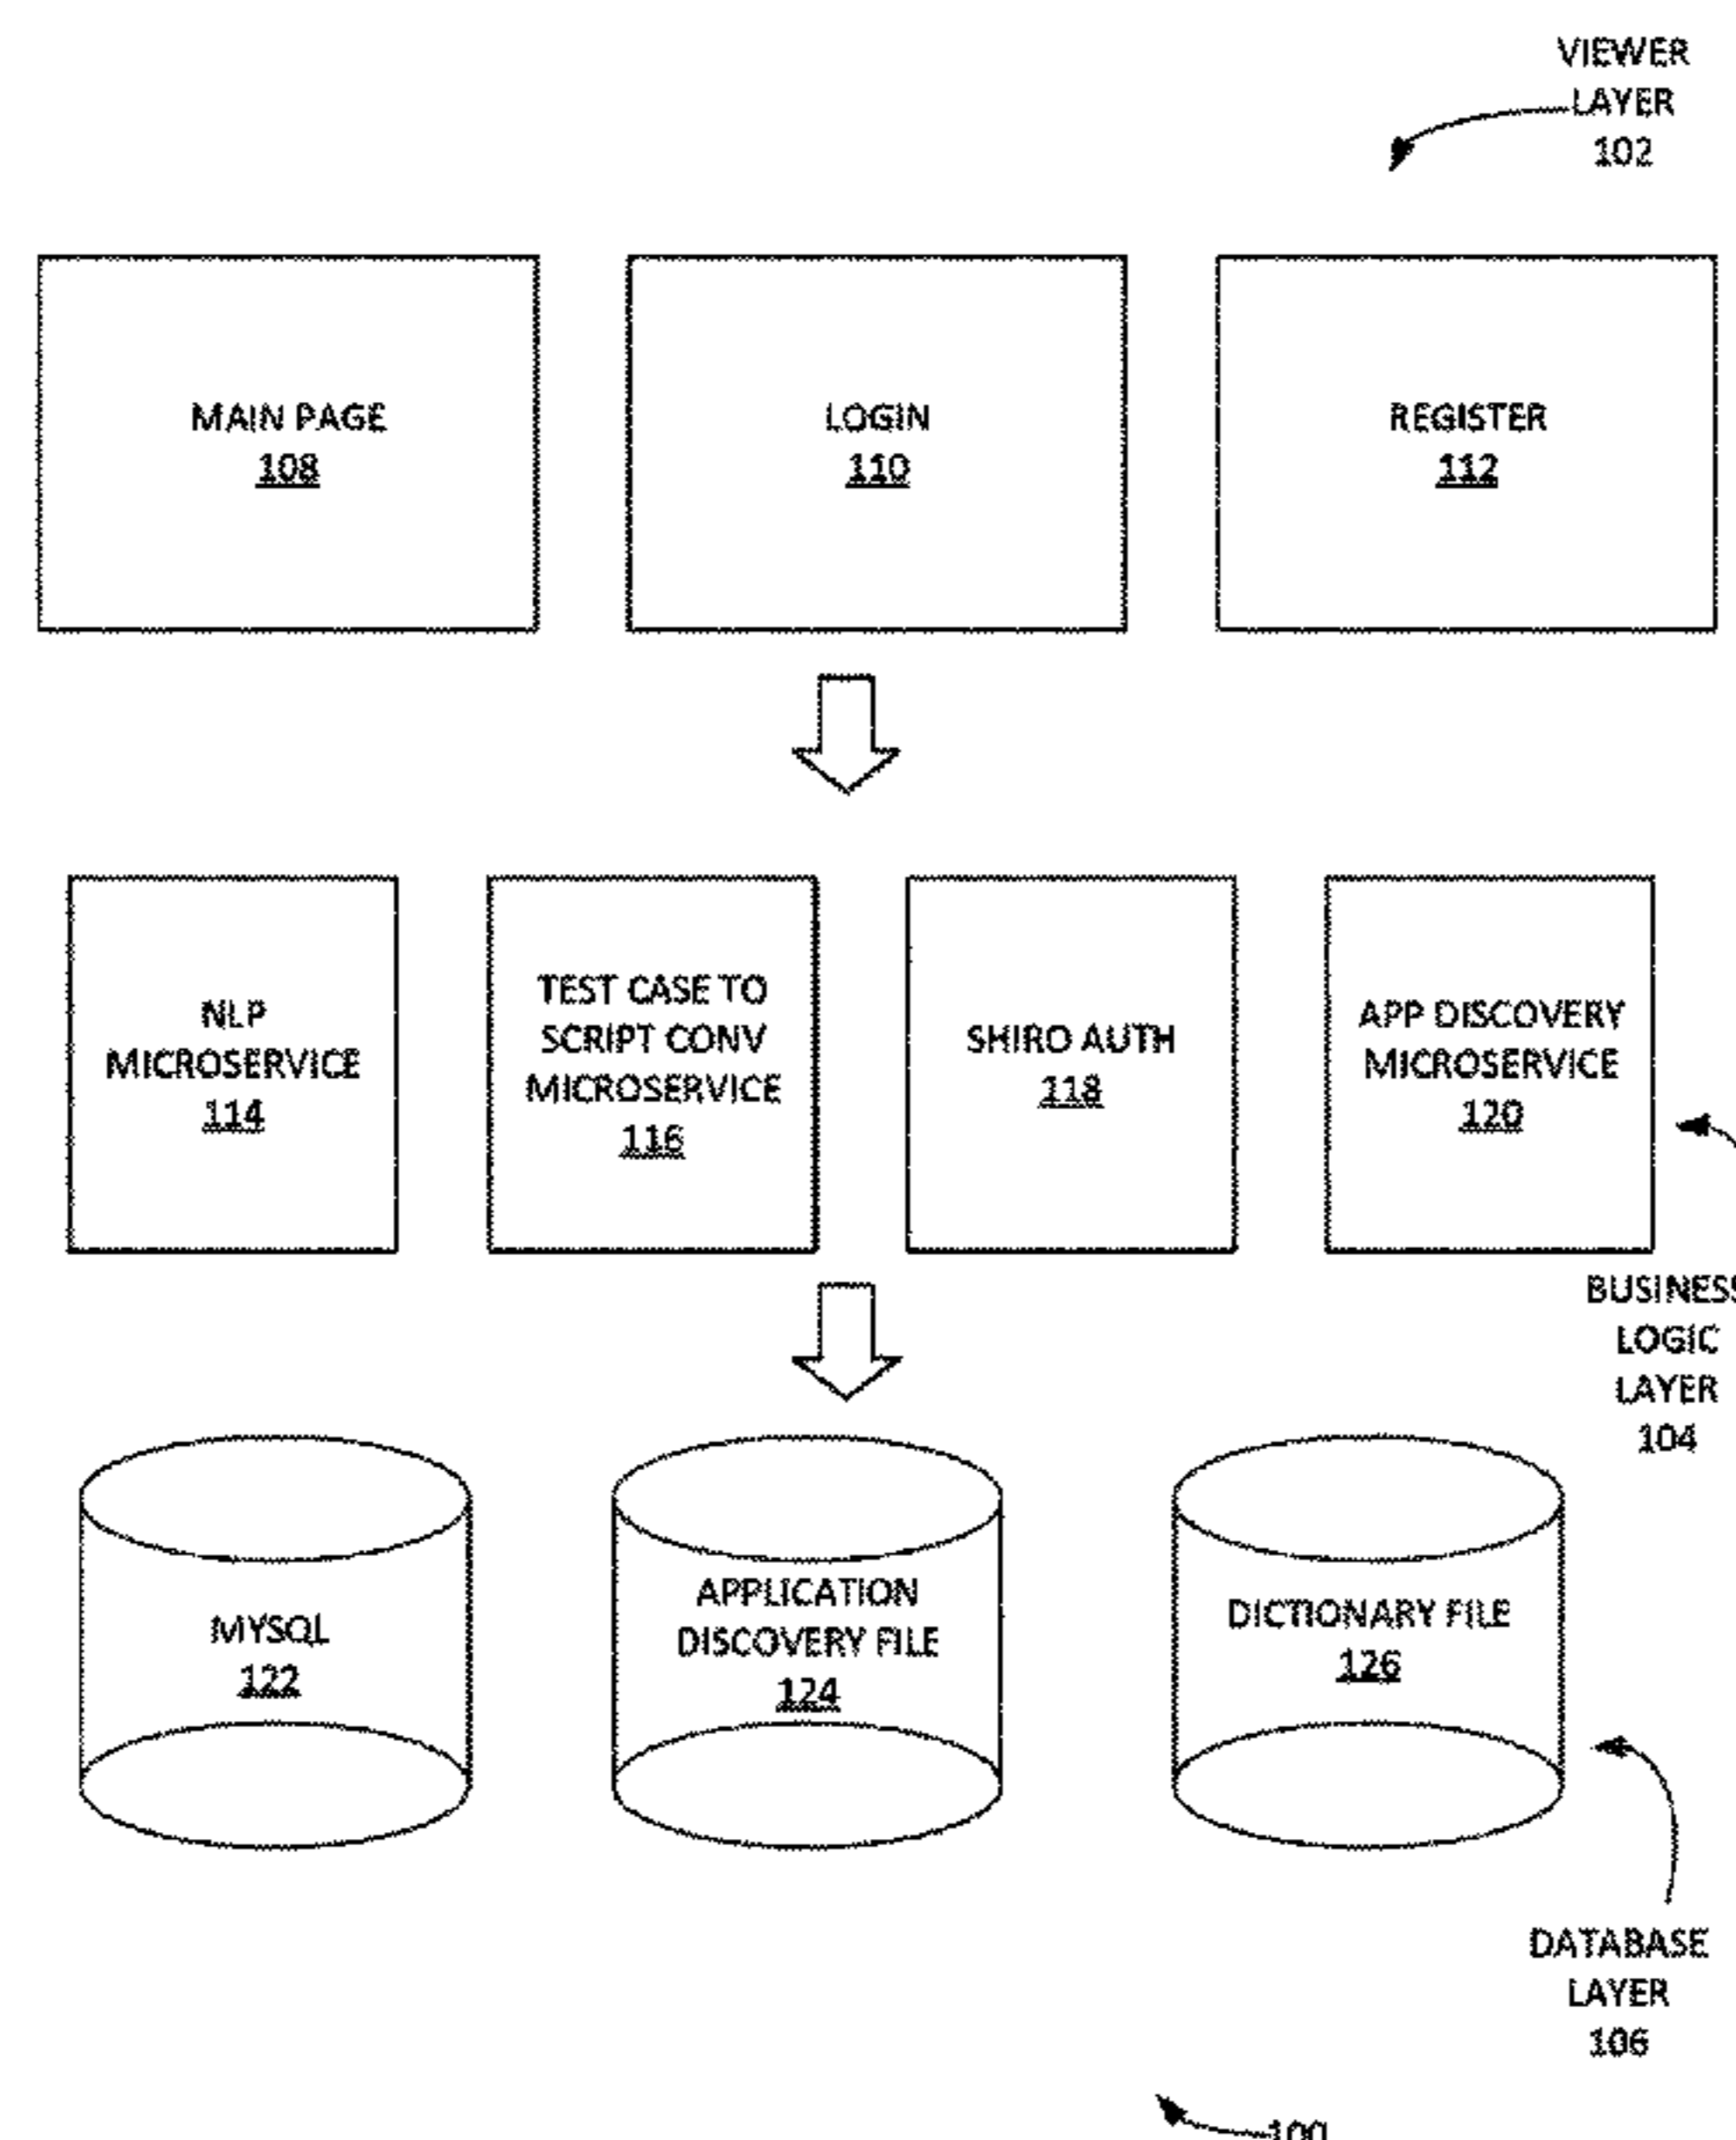 VIEWER
LAYER
102
MAIN PAGE
108
LOGIN
110
REGISTER
112
NLP
MICROSERVICE
114
TEST CASE TO
SCRIPT CONV
MICROSERVICE
116
SHIRO AUTH
118
APP DISCOVERY
MICROSERVICE
120
BUSINESS
LOGIC
LAYER
104
MYSQL
122
APPLICATION
DISCOVERY FILE
124
DICTIONARY FILE
126
DATABASE
LAYER
106
100